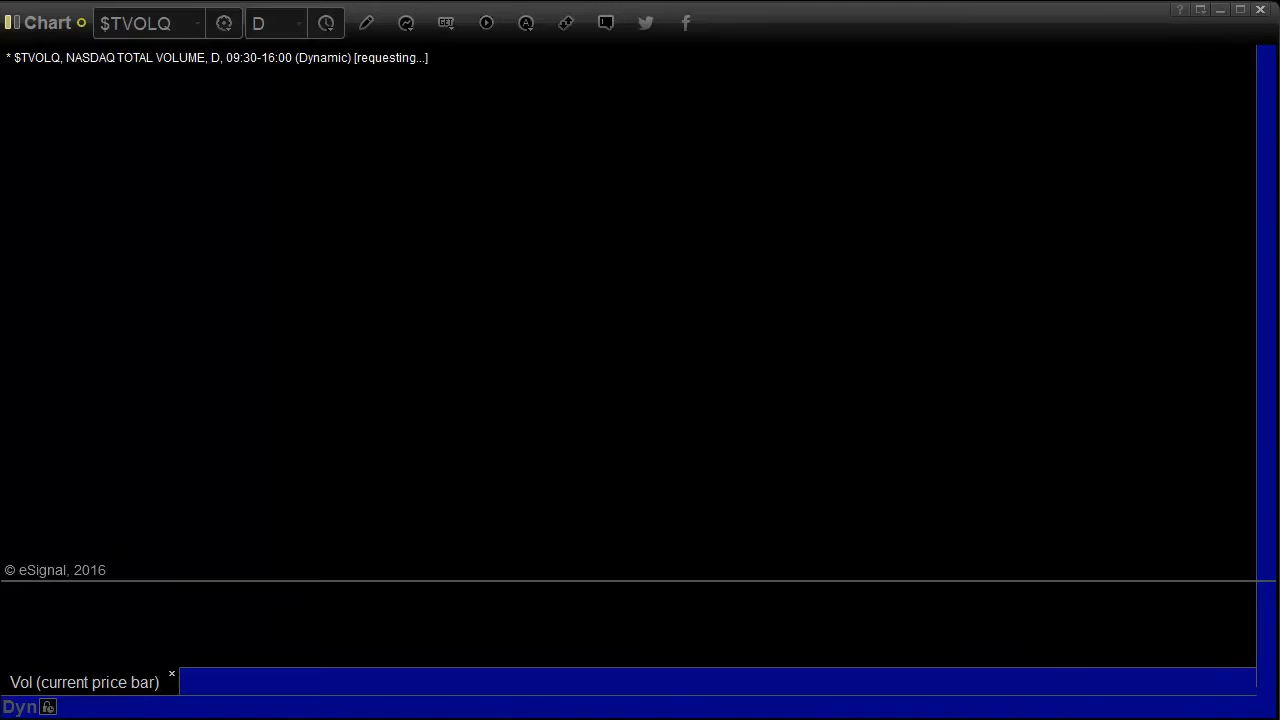 Chart $TVOLQ D GET A
* $TVOLQ, NASDAQ TOTAL VOLUME, D, 09:30-16:00 (Dynamic) [requesting...]
© eSignal, 2016
Vol (current price bar) ×
Dyn